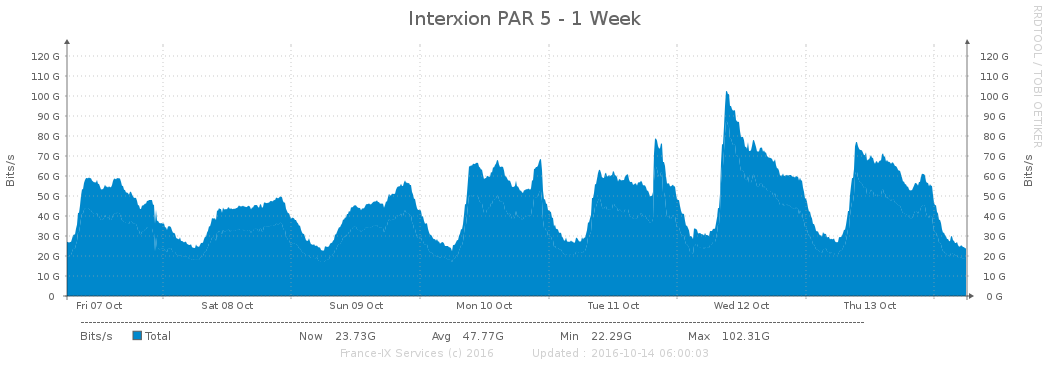 Interxion PAR 5 - 1 Week
RRDTOOL / TOBI OETIKER
Bits/s
Bits/s
120 G 120 G
110 G 110 G
100 G 100 G
90 G 90 G
80 G 80 G
70 G 70 G
60 G 60 G
50 G 50 G
40 G 40 G
30 G 30 G
20 G 20 G
10 G 10 G
0 0 G
Fri 07 Oct Sat 08 Oct Sun 09 Oct Mon 10 Oct Tue 11 Oct Wed 12 Oct Thu 13 Oct
Bits/s Total Now 23.73G Avg 47.77G Min 22.29G Max 102.31G
France-IX Services (c) 2016 Updated : 2016-10-14 06:00:03